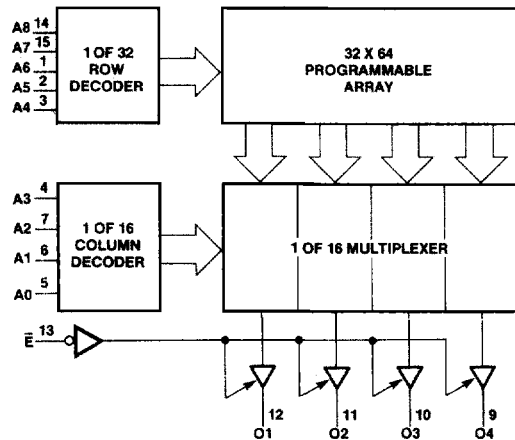 A8 14
A7 15
A6 1
A5 2
A4 3
1 OF 32
ROW
DECODER
32 X 64
PROGRAMMABLE
ARRAY
A3 4
A2 7
A1 6
A0 5
1 OF 16
COLUMN
DECODER
1 OF 16 MULTIPLEXER
E̅ 13
12 11 10 9
O1 O2 O3 O4